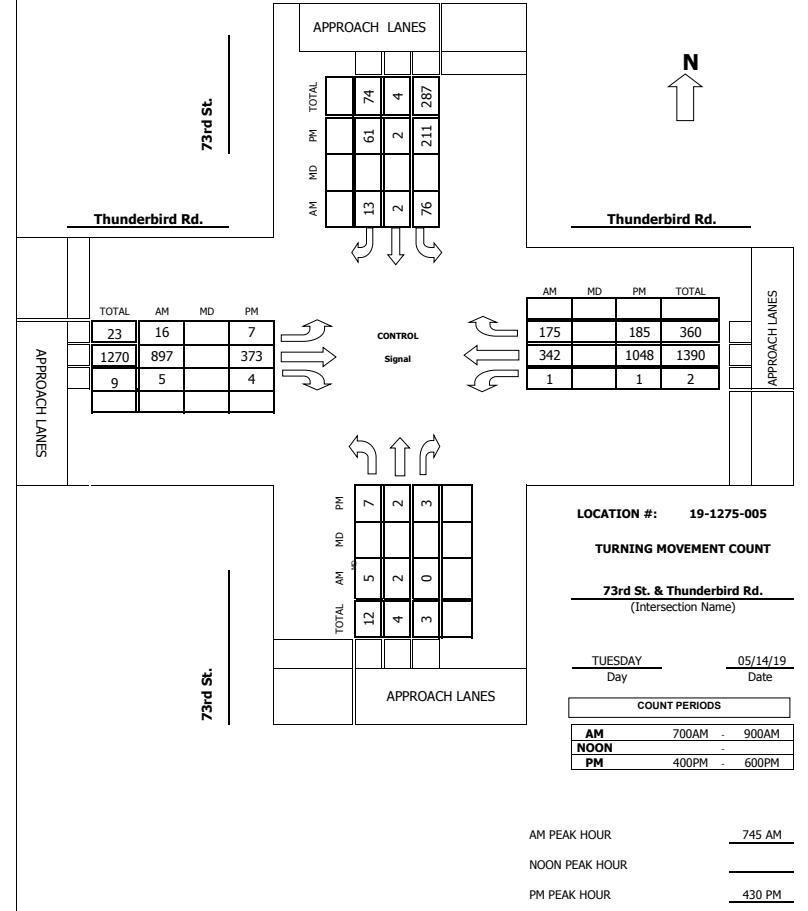 APPROACH LANES
TOTAL 74 4 287
PM 61 2 211
MD
AM 13 2 76
73rd St.
N
Thunderbird Rd.
Thunderbird Rd.
TOTAL AM MD PM
23 16 7
1270 897 373
9 5 4
APPROACH LANES
CONTROL
Signal
AM MD PM TOTAL
175 185 360
342 1048 1390
1 1 2
APPROACH LANES
PM 7 2 3
MD
MD
AM 5 2 0
TOTAL 12 4 3
APPROACH LANES
73rd St.
LOCATION #: 19-1275-005
TURNING MOVEMENT COUNT
73rd St. & Thunderbird Rd.
(Intersection Name)
TUESDAY 05/14/19
Day Date
COUNT PERIODS
AM 700AM - 900AM
NOON -
PM 400PM - 600PM
AM PEAK HOUR 745 AM
NOON PEAK HOUR
PM PEAK HOUR 430 PM